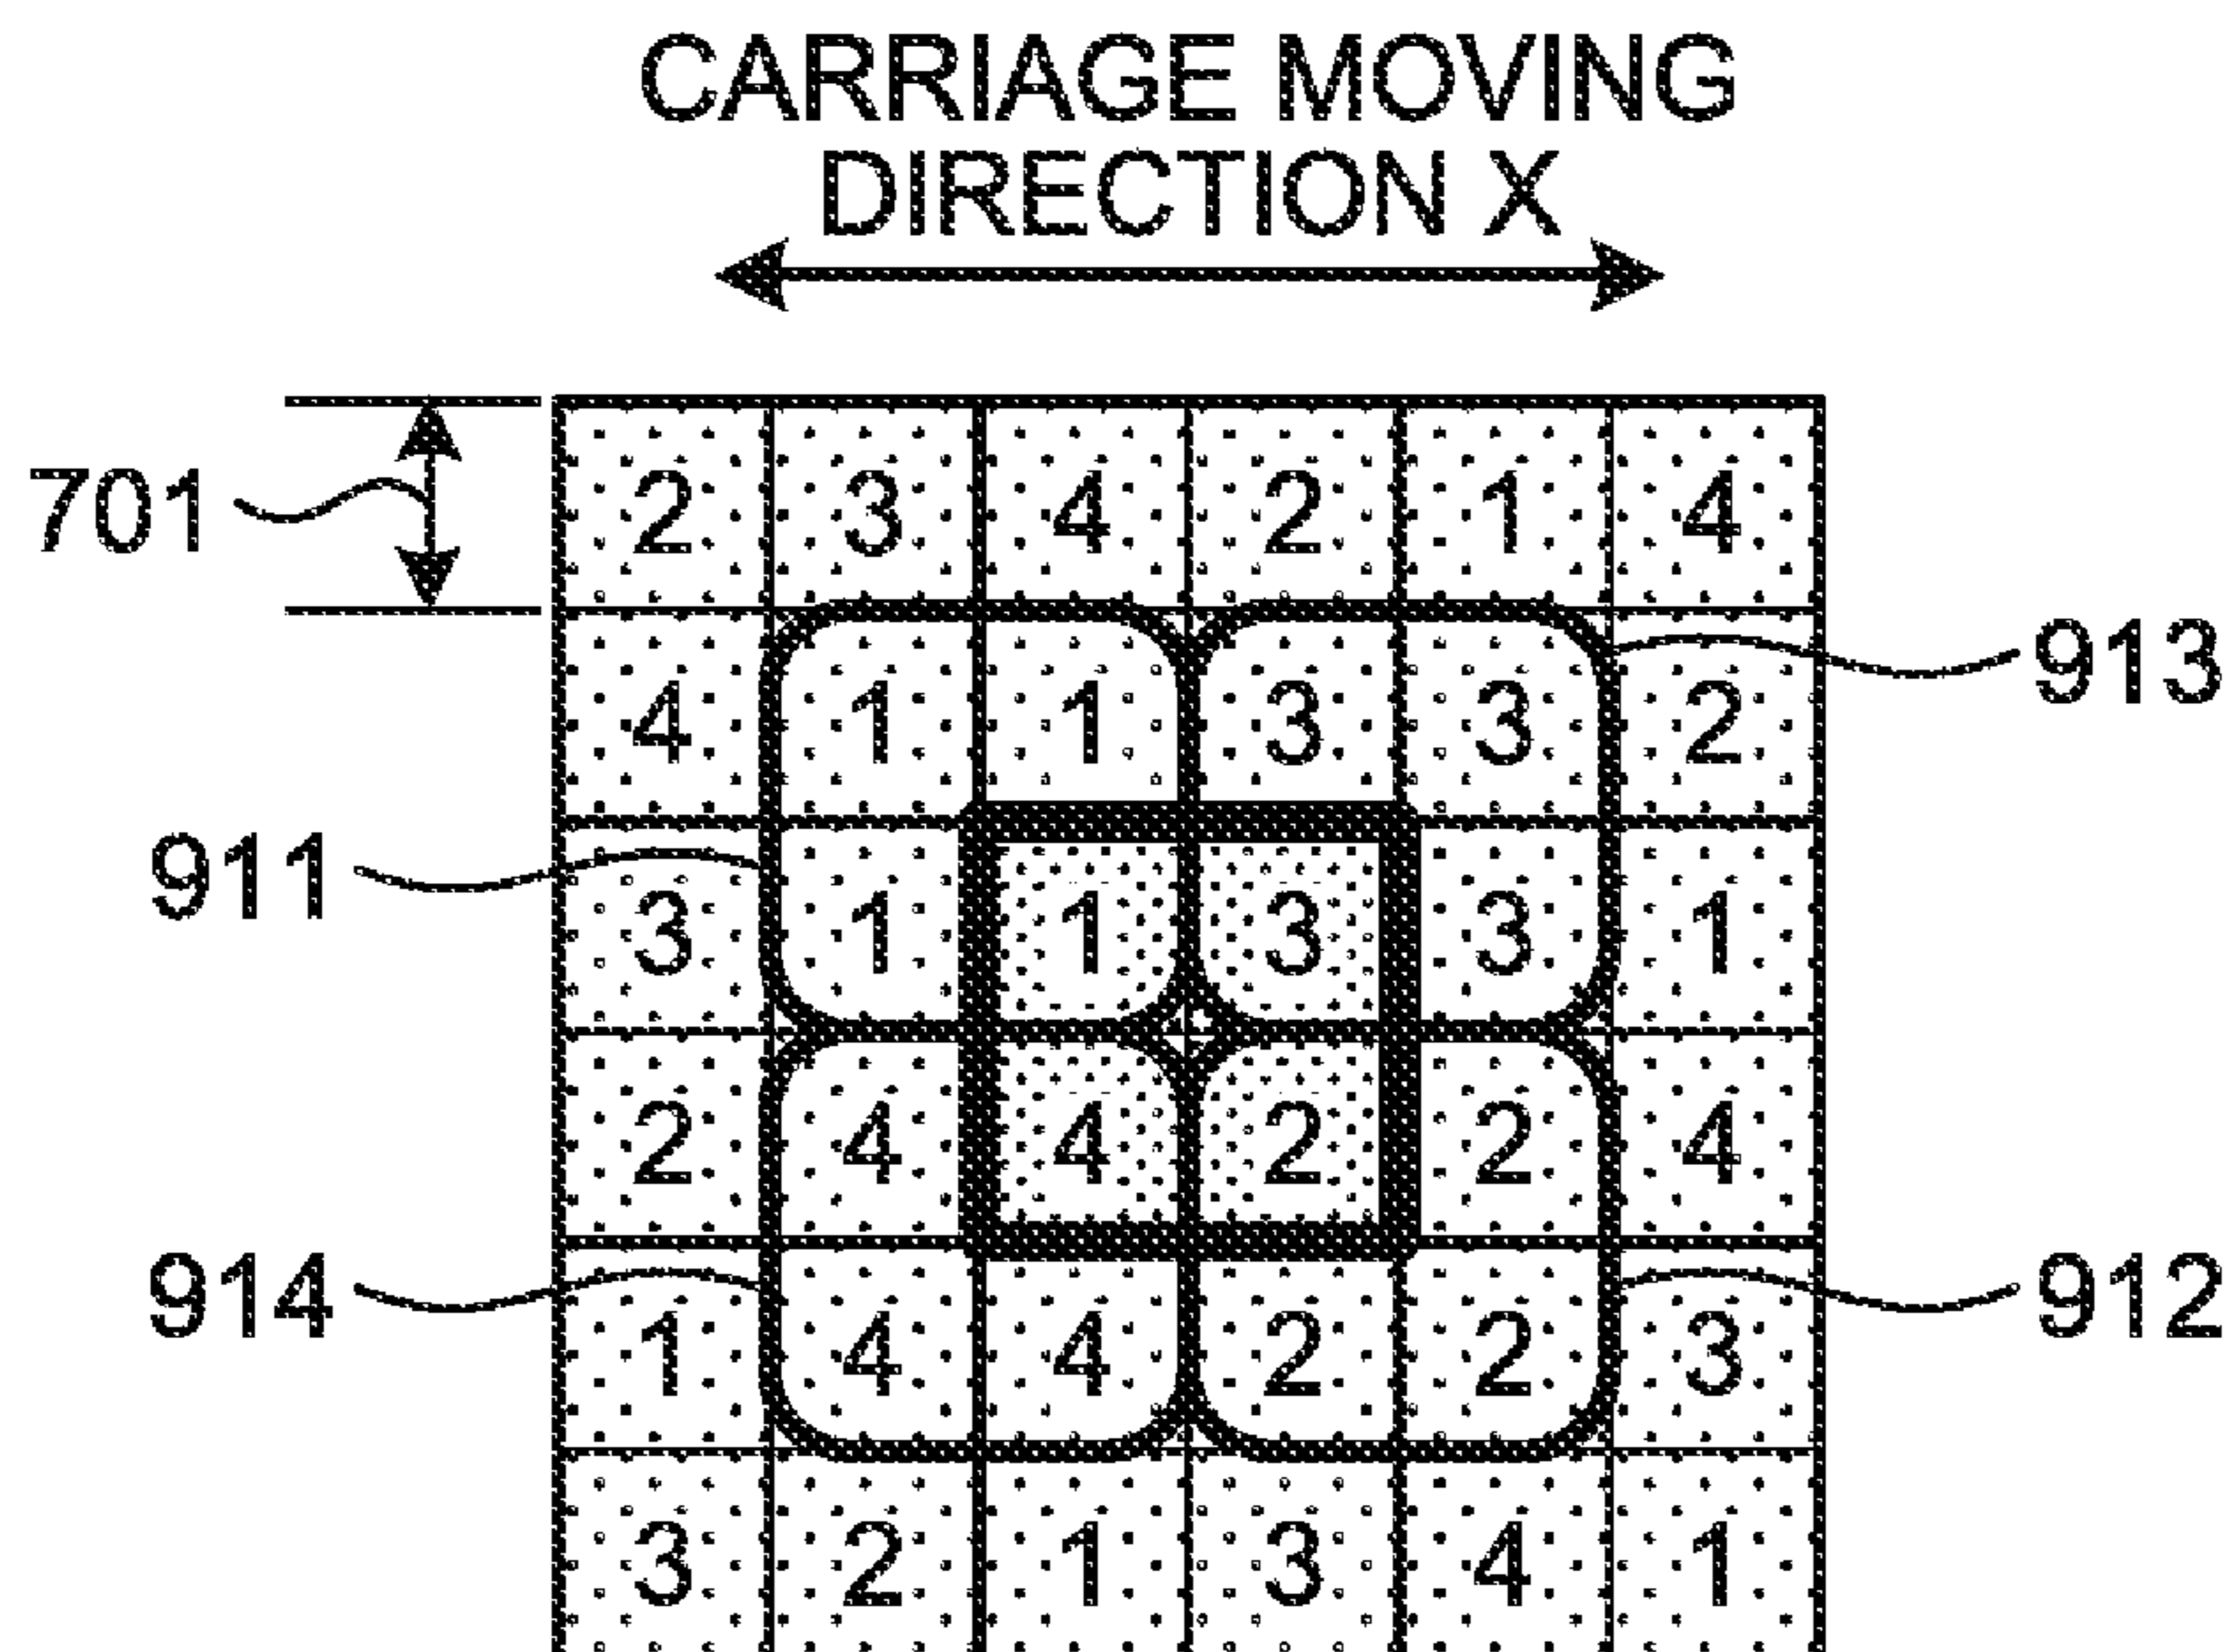 CARRIAGE MOVING
DIRECTION X
701
2 3 4 2 1 4
913
4 1 1 3 3 2
911
3 1 1 3 3 1
2 4 4 2 2 4
914
912
1 4 4 2 2 3
3 2 1 3 4 1